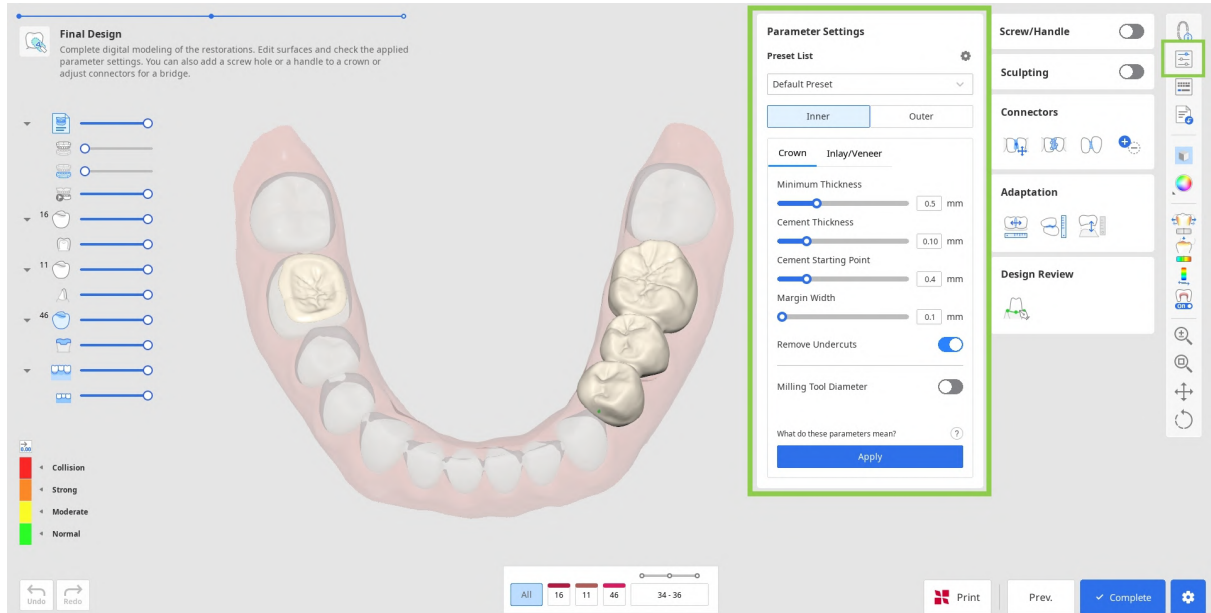 Final Design
Complete digital modeling of the restorations. Edit surfaces and check the applied
parameter settings. You can also add a screw hole or a handle to a crown or
adjust connectors for a bridge.
16
11
46
0.00
Collision
Strong
Moderate
Normal
Undo
Redo
All
16
11
46
34 - 36
Parameter Settings
Preset List
Default Preset
Inner
Outer
Crown
Inlay/Veneer
Minimum Thickness
0.5 mm
Cement Thickness
0.10 mm
Cement Starting Point
0.4 mm
Margin Width
0.1 mm
Remove Undercuts
Milling Tool Diameter
What do these parameters mean?
?
Apply
Screw/Handle
Sculpting
Connectors
Adaptation
Design Review
ON
Print
Prev.
Complete